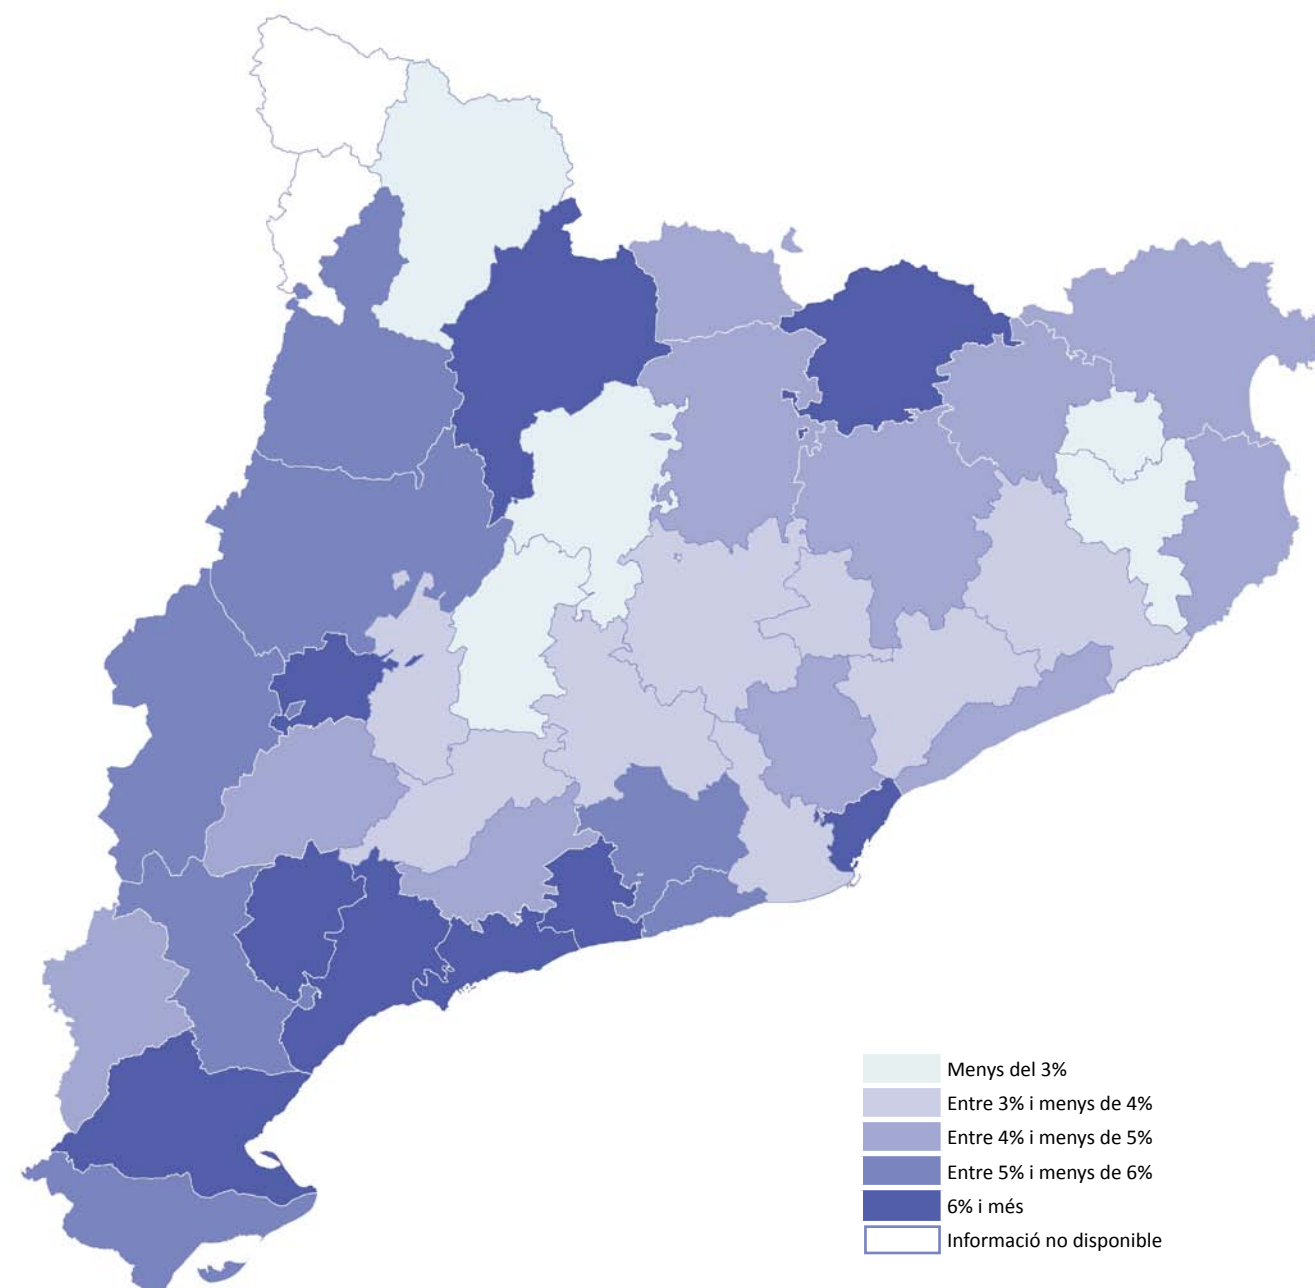 Menys del 3%
Entre 3% i menys de 4%
Entre 4% i menys de 5%
Entre 5% i menys de 6%
6% i més
Informació no disponible